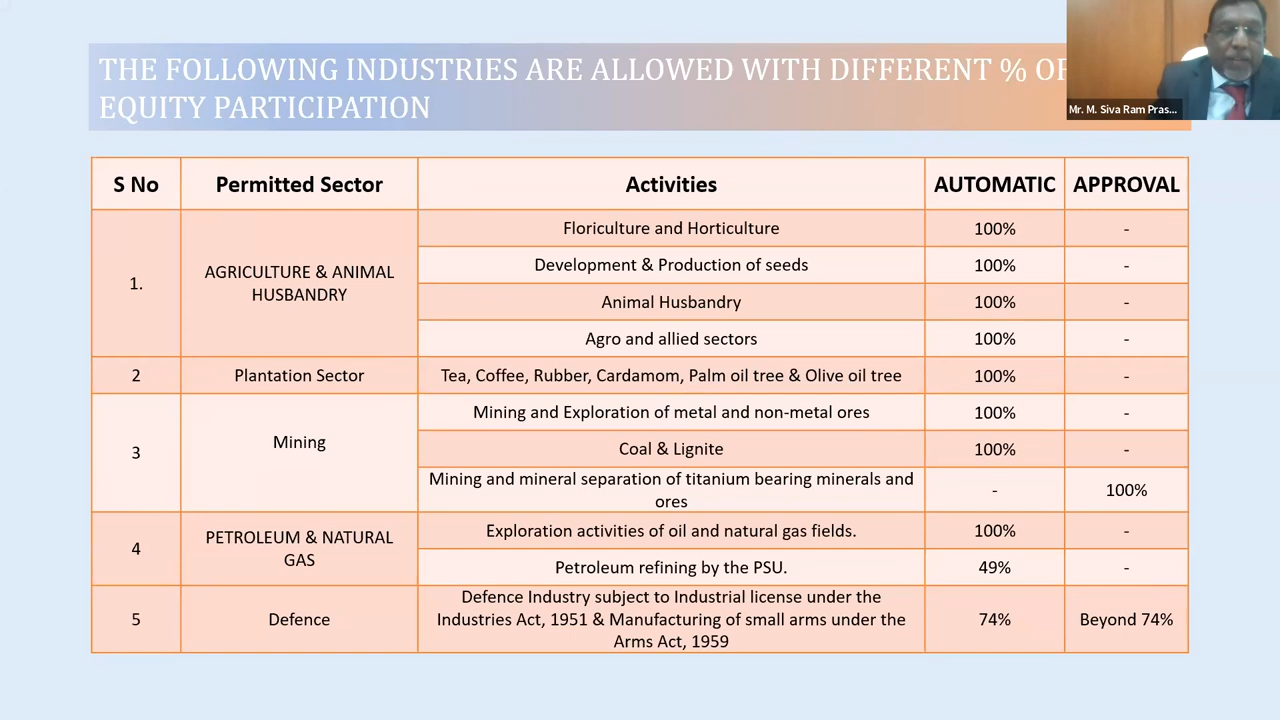 THE FOLLOWING INDUSTRIES ARE ALLOWED WITH DIFFERENT % OF
EQUITY PARTICIPATION
Mr. M. Siva Ram Pras...
S No Permitted Sector Activities AUTOMATIC APPROVAL
1. AGRICULTURE & ANIMAL
HUSBANDRY
Floriculture and Horticulture 100% -
Development & Production of seeds 100% -
Animal Husbandry 100% -
Agro and allied sectors 100% -
2 Plantation Sector Tea, Coffee, Rubber, Cardamom, Palm oil tree & Olive oil tree 100% -
3 Mining
Mining and Exploration of metal and non-metal ores 100% -
Coal & Lignite 100% -
Mining and mineral separation of titanium bearing minerals and
ores
- 100%
4 PETROLEUM & NATURAL
GAS
Exploration activities of oil and natural gas fields. 100% -
Petroleum refining by the PSU. 49% -
5 Defence
Defence Industry subject to Industrial license under the
Industries Act, 1951 & Manufacturing of small arms under the
Arms Act, 1959
74% Beyond 74%